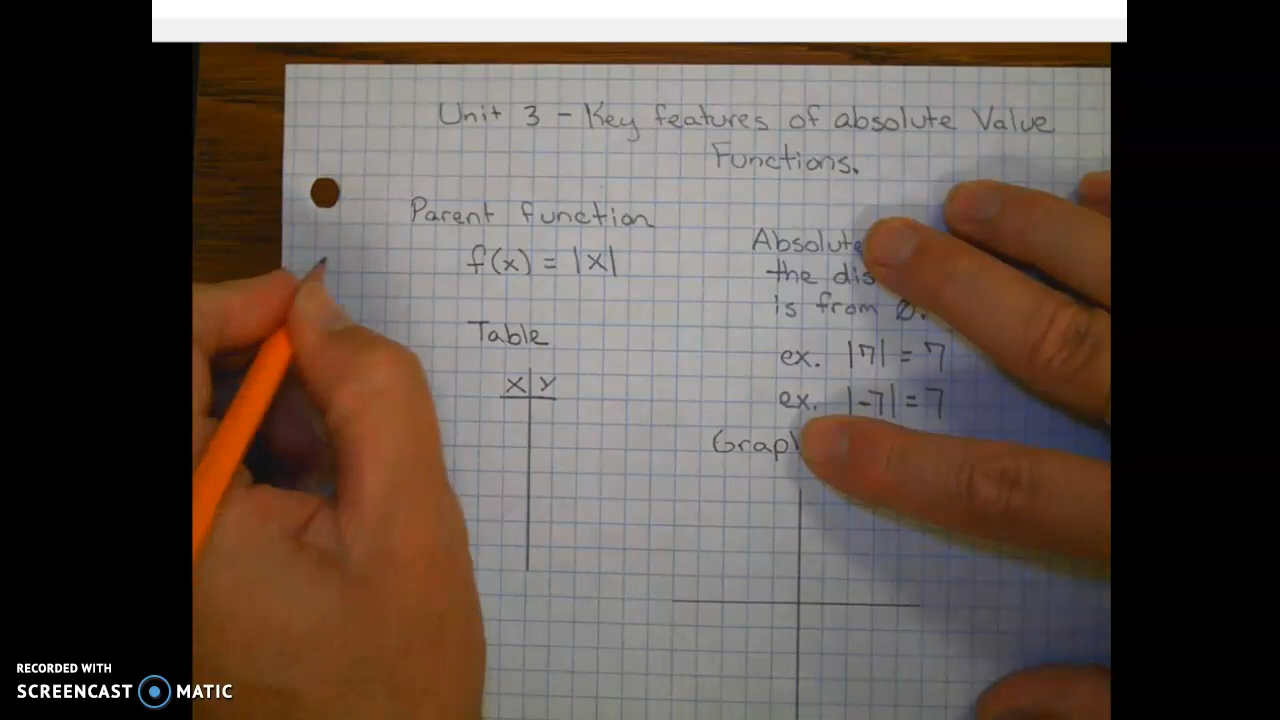 Unit 3 - Key features of absolute Value
Functions.
Parent function
f(x) = |x|
Absolute
the dis
is from 0.
Table
ex. |7| = 7
x y
ex. |-7| = 7
Graph
RECORDED WITH
SCREENCAST MATIC